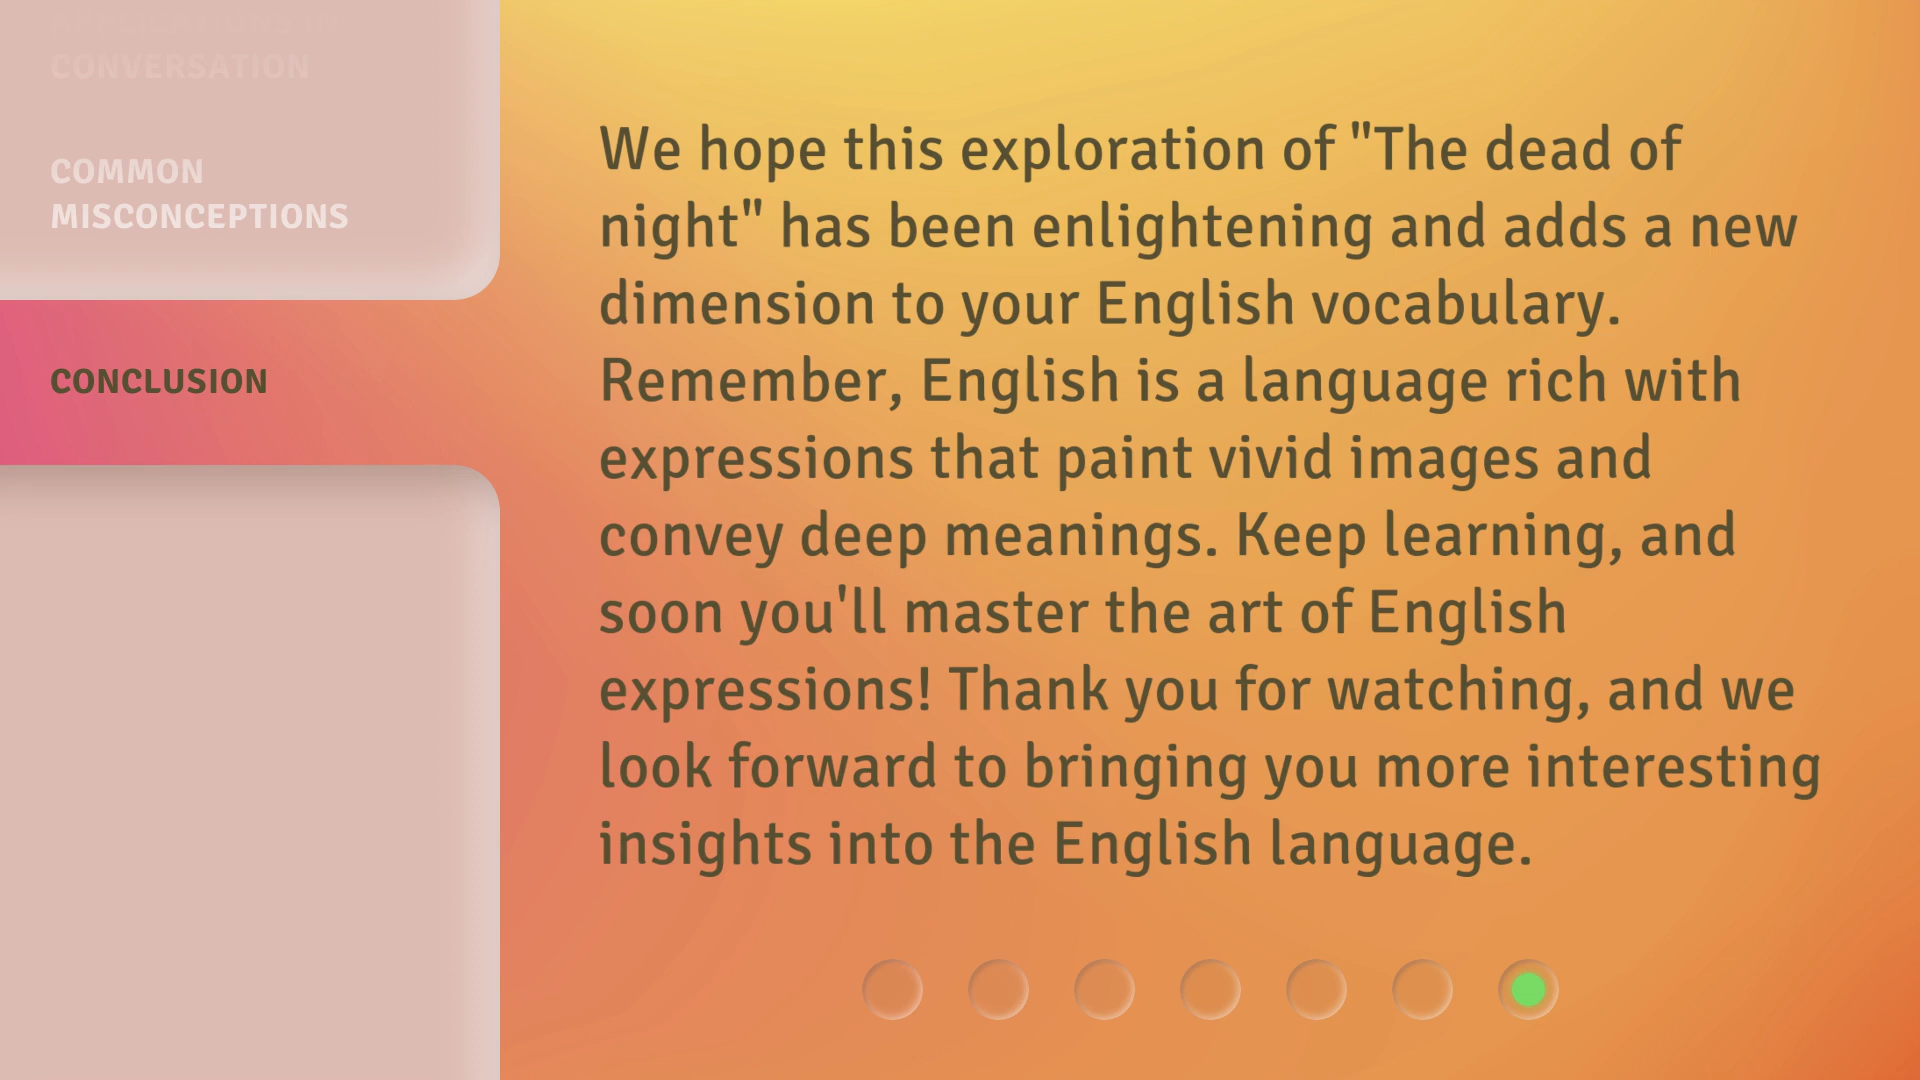 APPLICATIONS IN
CONVERSATION
COMMON
MISCONCEPTIONS
CONCLUSION
We hope this exploration of "The dead of
night" has been enlightening and adds a new
dimension to your English vocabulary.
Remember, English is a language rich with
expressions that paint vivid images and
convey deep meanings. Keep learning, and
soon you'll master the art of English
expressions! Thank you for watching, and we
look forward to bringing you more interesting
insights into the English language.